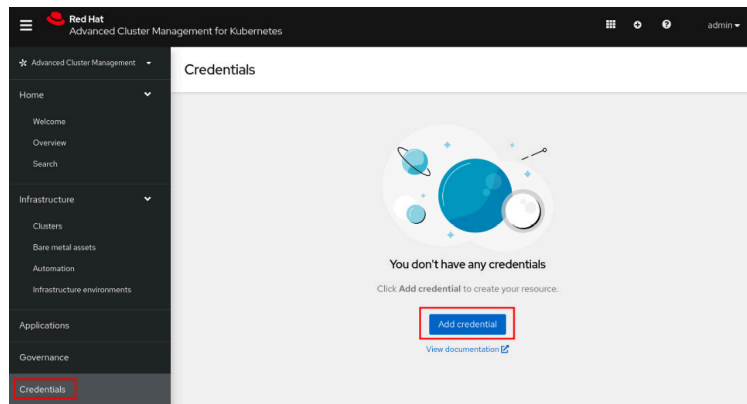 Red Hat
Advanced Cluster Management for Kubernetes
admin
Advanced Cluster Management
Credentials
Home
Welcome
Overview
Search
Infrastructure
Clusters
Bare metal assets
Automation
Infrastructure environments
Applications
Governance
Credentials
You don't have any credentials
Click Add credential to create your resource.
Add credential
View documentation